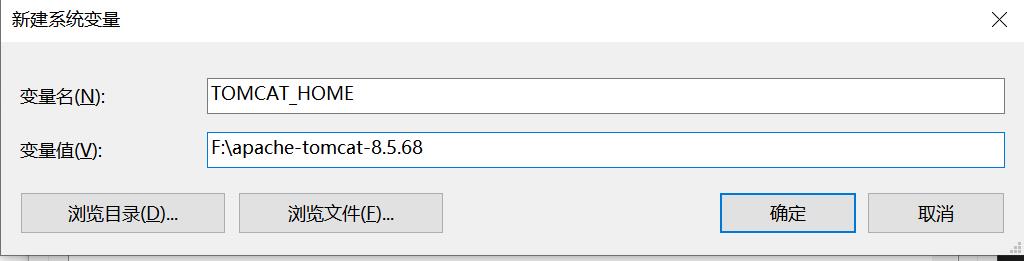 新建系统变量
变量名(N):
TOMCAT_HOME
变量值(V):
F:\apache-tomcat-8.5.68
浏览目录(D)...
浏览文件(F)...
确定
取消